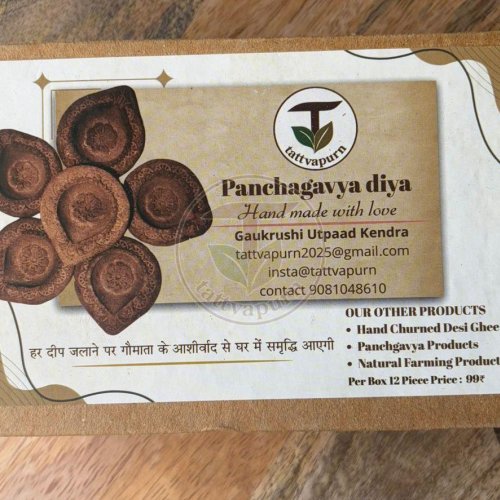 T
tattvapurn
Panchagavya diya
Hand made with love
Gaukrushi Utpaad Kendra
tattvapurn2025@gmail.com
insta@tattvapurn
contact 9081048610
tattvapurn
हर दीप जलाने पर गौमाता के आशीर्वाद से घर में समृद्धि आएगी
OUR OTHER PRODUCTS
• Hand Churned Desi Ghee
• Panchgavya Products
• Natural Farming Product
Per Box 12 Piece Price : 99₹